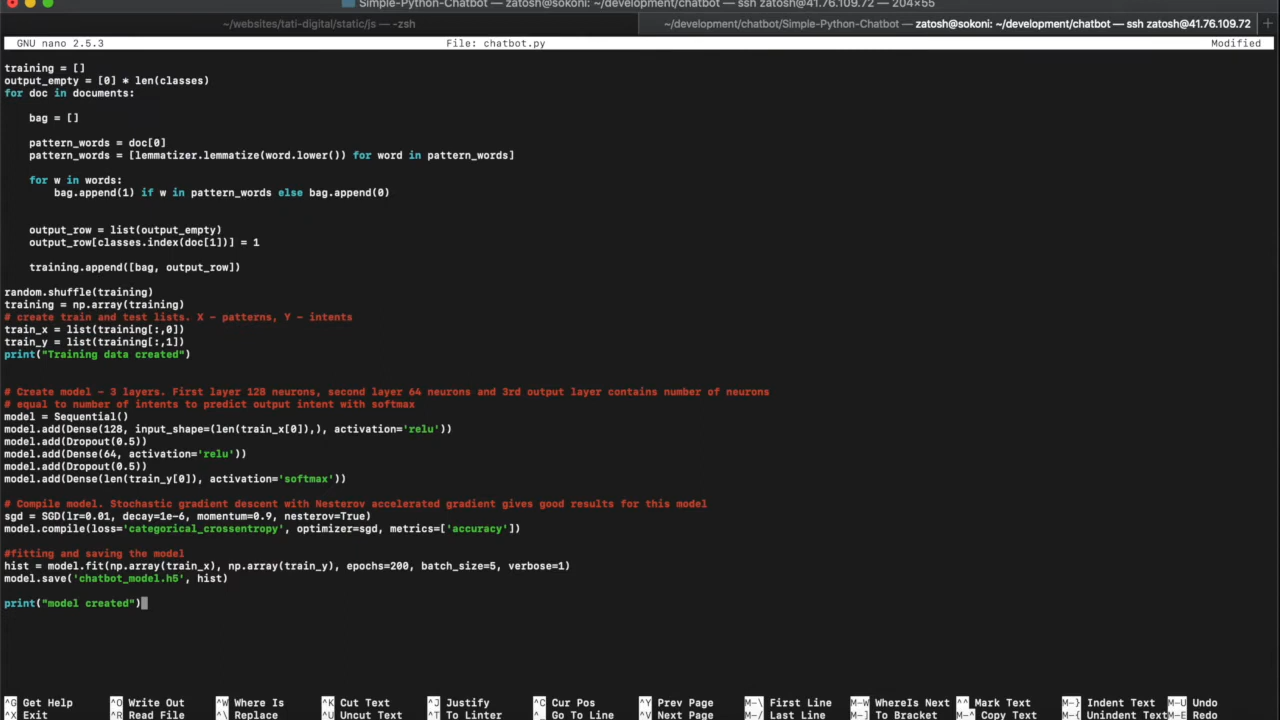 Simple-Python-Chatbot — zatosh@sokoni: ~/development/chatbot — ssh zatosh@41.76.109.72 — 204×55
~/websites/tati-digital/static/js — -zsh
~/development/chatbot/Simple-Python-Chatbot — zatosh@sokoni: ~/development/chatbot — ssh zatosh@41.76.109.72 +
GNU nano 2.5.3 File: chatbot.py Modified
training = []
output_empty = [0] * len(classes)
for doc in documents:
    bag = []
    pattern_words = doc[0]
    pattern_words = [lemmatizer.lemmatize(word.lower()) for word in pattern_words]
    for w in words:
        bag.append(1) if w in pattern_words else bag.append(0)
    output_row = list(output_empty)
    output_row[classes.index(doc[1])] = 1
    training.append([bag, output_row])
random.shuffle(training)
training = np.array(training)
# create train and test lists. X - patterns, Y - intents
train_x = list(training[:,0])
train_y = list(training[:,1])
print("Training data created")
# Create model - 3 layers. First layer 128 neurons, second layer 64 neurons and 3rd output layer contains number of neurons
# equal to number of intents to predict output intent with softmax
model = Sequential()
model.add(Dense(128, input_shape=(len(train_x[0]),), activation='relu'))
model.add(Dropout(0.5))
model.add(Dense(64, activation='relu'))
model.add(Dropout(0.5))
model.add(Dense(len(train_y[0]), activation='softmax'))
# Compile model. Stochastic gradient descent with Nesterov accelerated gradient gives good results for this model
sgd = SGD(lr=0.01, decay=1e-6, momentum=0.9, nesterov=True)
model.compile(loss='categorical_crossentropy', optimizer=sgd, metrics=['accuracy'])
#fitting and saving the model
hist = model.fit(np.array(train_x), np.array(train_y), epochs=200, batch_size=5, verbose=1)
model.save('chatbot_model.h5', hist)
print("model created")
^G Get Help ^O Write Out ^W Where Is ^K Cut Text ^J Justify ^C Cur Pos ^Y Prev Page M-\ First Line M-W WhereIs Next ^^ Mark Text M-} Indent Text M-U Undo
^X Exit ^R Read File ^\ Replace ^U Uncut Text ^T To Linter ^_ Go To Line ^V Next Page M-/ Last Line M-] To Bracket M-^ Copy Text M-{ Unindent Text M-E Redo